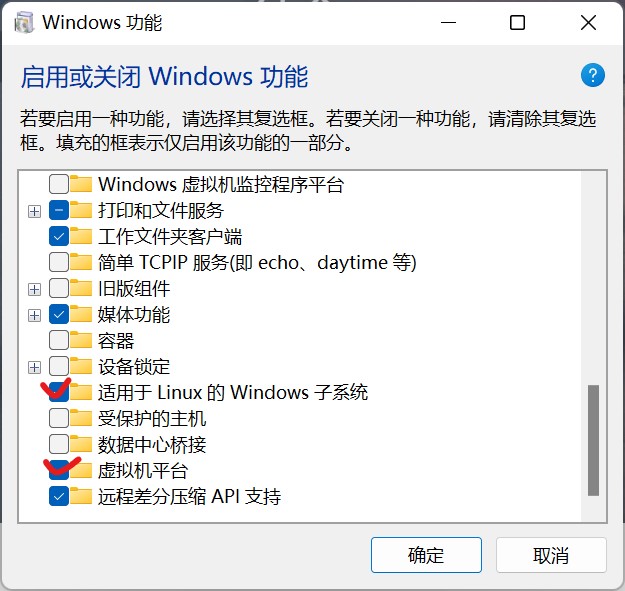 Windows 功能
启用或关闭 Windows 功能
若要启用一种功能，请选择其复选框。若要关闭一种功能，请清除其复选
框。填充的框表示仅启用该功能的一部分。
Windows 虚拟机监控程序平台
打印和文件服务
工作文件夹客户端
简单 TCPIP 服务(即 echo、daytime 等)
旧版组件
媒体功能
容器
设备锁定
适用于 Linux 的 Windows 子系统
受保护的主机
数据中心桥接
虚拟机平台
远程差分压缩 API 支持
确定 取消